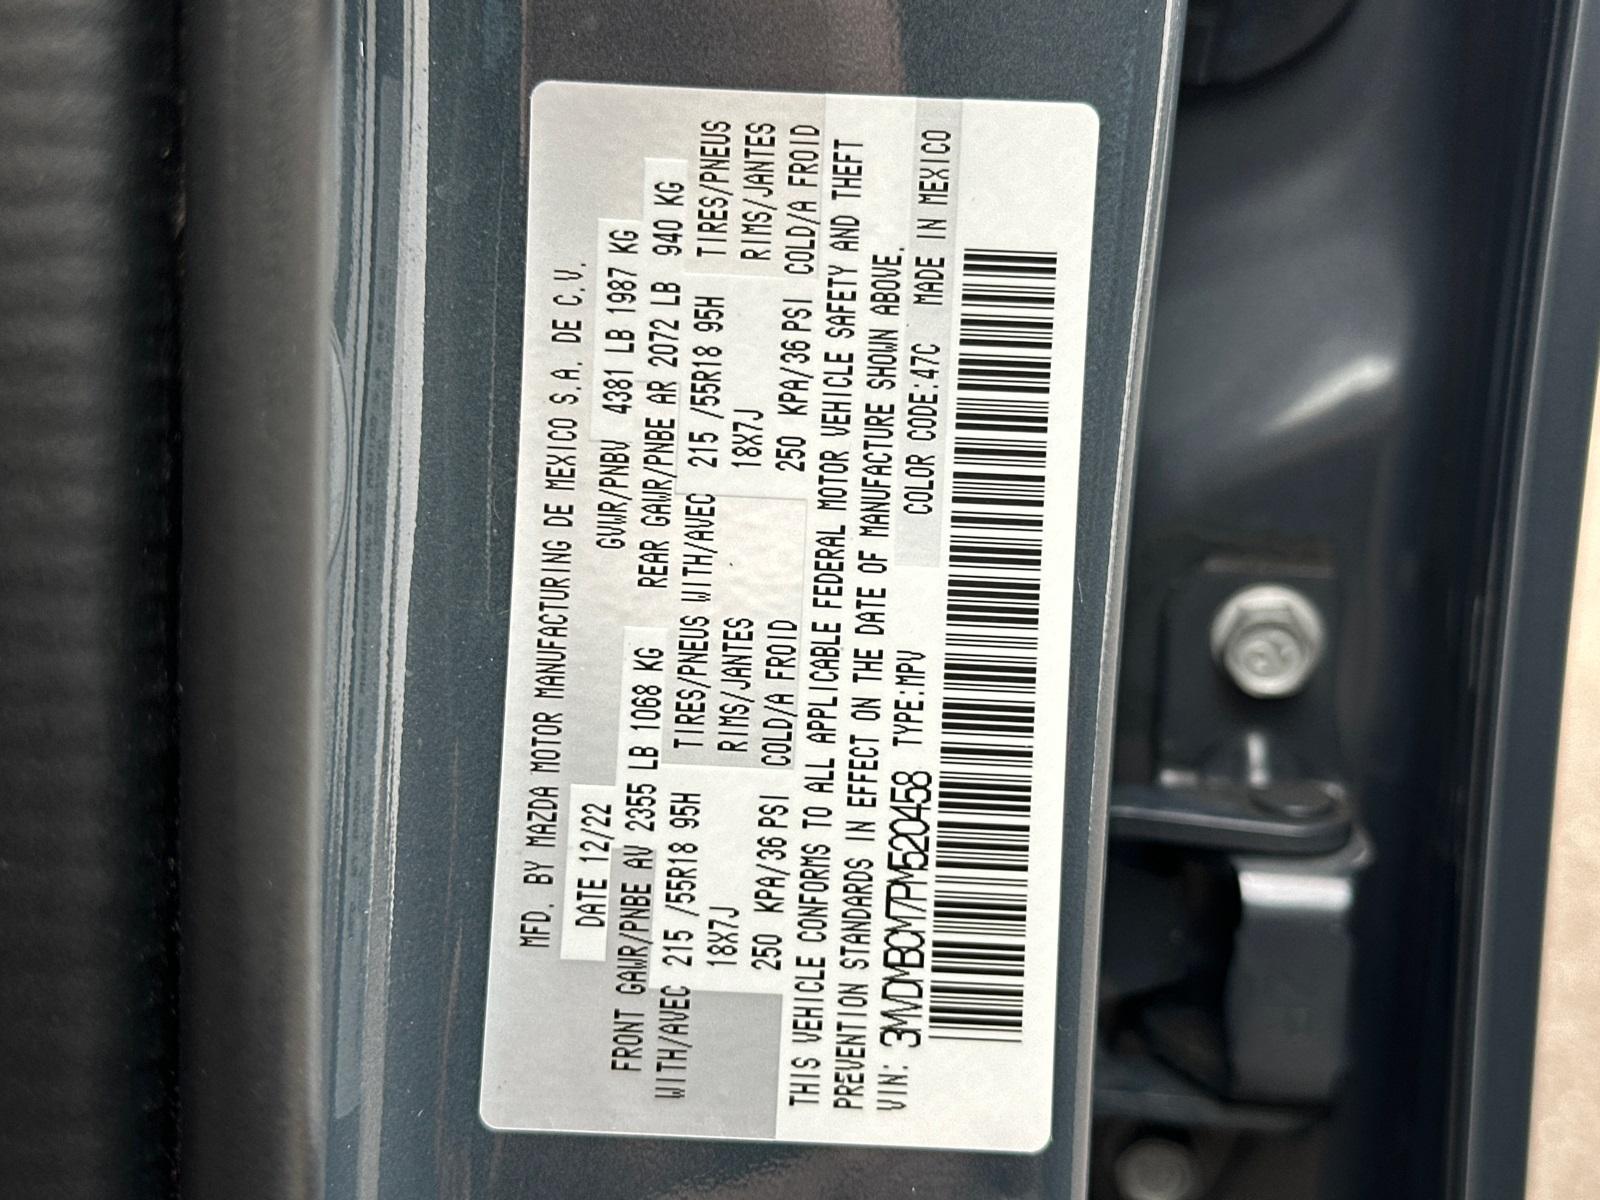 MFD. BY MAZDA MOTOR MANUFACTURING DE MEXICO S.A. DE C.V.
DATE 12/22 GVWR/PNBV 4381 LB 1987 KG
FRONT GAWR/PNBE AV 2355 LB 1068 KG REAR GAWR/PNBE AR 2072 LB 940 KG
WITH/AVEC 215 /55R18 95H TIRES/PNEUS WITH/AVEC 215 /55R18 95H TIRES/PNEUS
18X7J RIMS/JANTES 18X7J RIMS/JANTES
250 KPA/36 PSI COLD/A FROID 250 KPA/36 PSI COLD/A FROID
THIS VEHICLE CONFORMS TO ALL APPLICABLE FEDERAL MOTOR VEHICLE SAFETY AND THEFT
PREVENTION STANDARDS IN EFFECT ON THE DATE OF MANUFACTURE SHOWN ABOVE.
VIN: 3MVDMBCM7PM520458 TYPE:MPV COLOR CODE:47C MADE IN MEXICO